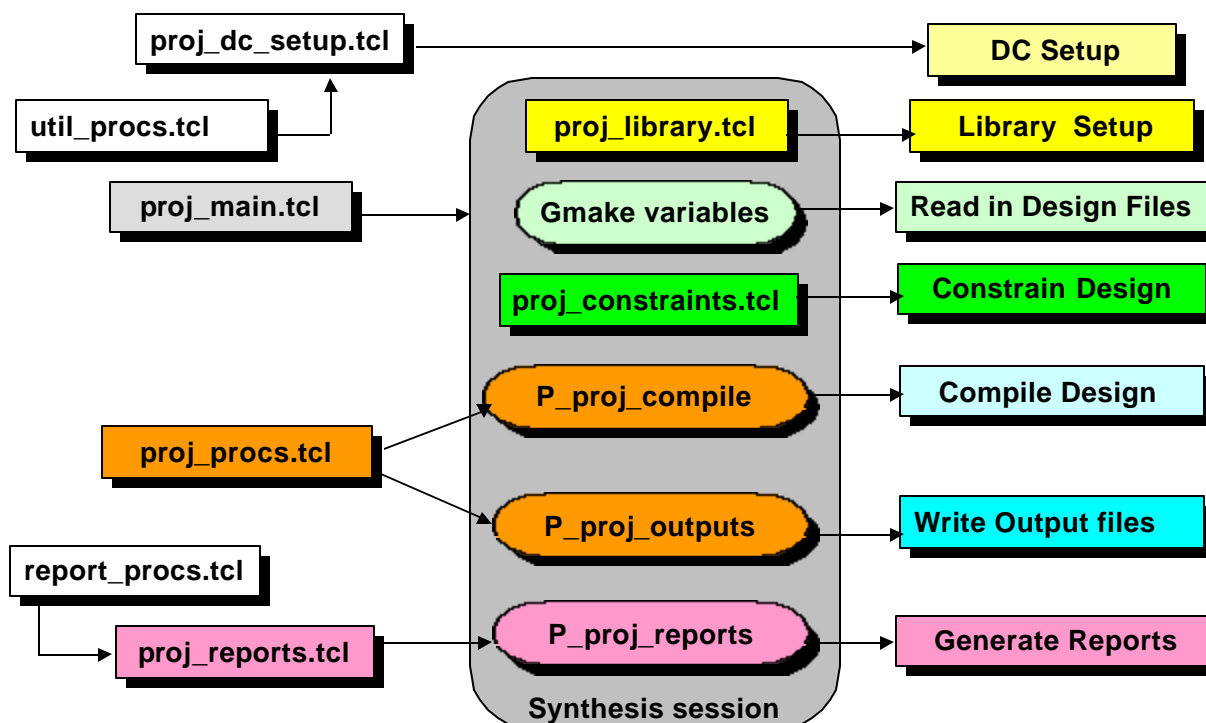 proj_dc_setup.tcl
DC Setup
util_procs.tcl
proj_library.tcl
Library Setup
proj_main.tcl
Gmake variables
Read in Design Files
proj_constraints.tcl
Constrain Design
P_proj_compile
Compile Design
proj_procs.tcl
P_proj_outputs
Write Output files
report_procs.tcl
proj_reports.tcl
P_proj_reports
Generate Reports
Synthesis session